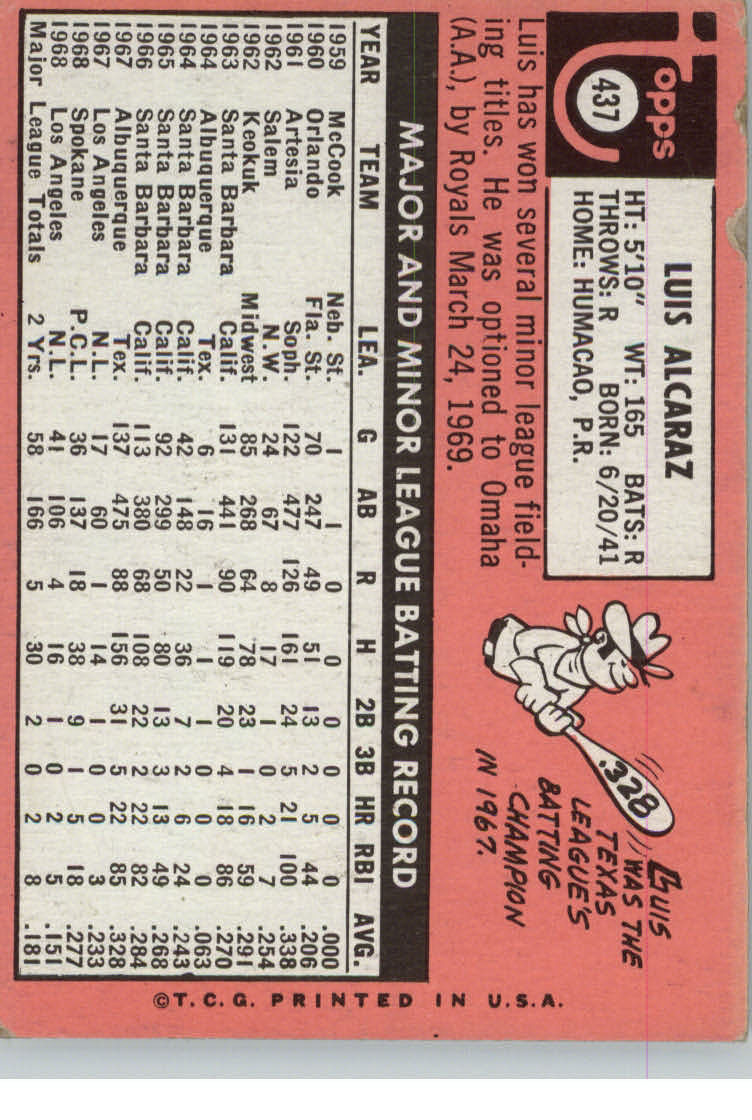 Topps
437
LUIS ALCARAZ
HT: 5'10" WT: 165 BATS: R
THROWS: R BORN: 6/20/41
HOME: HUMACAO, P.R.
Luis has won several minor league field-
ing titles. He was optioned to Omaha
(A.A.), by Royals March 24, 1969.
.328
LUIS
WAS THE
TEXAS
LEAGUE'S
BATTING
CHAMPION
IN 1967.
MAJOR AND MINOR LEAGUE BATTING RECORD
YEAR TEAM LEA. G AB R H 2B 3B HR RBI AVG.
1959 McCook Neb. St. 1 1 0 0 0 0 0 0 .000
1960 Orlando Fla. St. 70 247 49 51 13 2 5 44 .206
1961 Artesia Soph. 122 477 126 161 24 5 21 100 .338
1962 Salem N.W. 24 67 8 17 1 0 2 7 .254
1962 Keokuk Midwest 85 268 64 78 23 1 16 59 .291
1963 Santa Barbara Calif. 131 441 90 119 20 4 18 86 .270
1964 Albuquerque Tex. 6 16 1 1 1 0 0 0 .063
1964 Santa Barbara Calif. 42 148 22 36 7 2 6 24 .243
1965 Santa Barbara Calif. 92 299 50 80 13 3 13 49 .268
1966 Santa Barbara Calif. 113 380 68 108 22 2 22 82 .284
1967 Albuquerque Tex. 137 475 88 156 31 5 22 85 .328
1967 Los Angeles N.L. 17 60 1 14 1 0 0 3 .233
1968 Spokane P.C.L. 36 137 18 38 9 1 5 18 .277
1968 Los Angeles N.L. 41 106 4 16 1 0 2 5 .151
Major League Totals 2 Yrs. 58 166 5 30 2 0 2 8 .181
©T.C.G. PRINTED IN U.S.A.